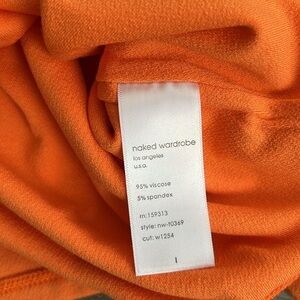 naked wardrobe
los angeles
u.s.a.
95% viscose
5% spandex
rn:159313
style: nw-t0369
cut: w1254